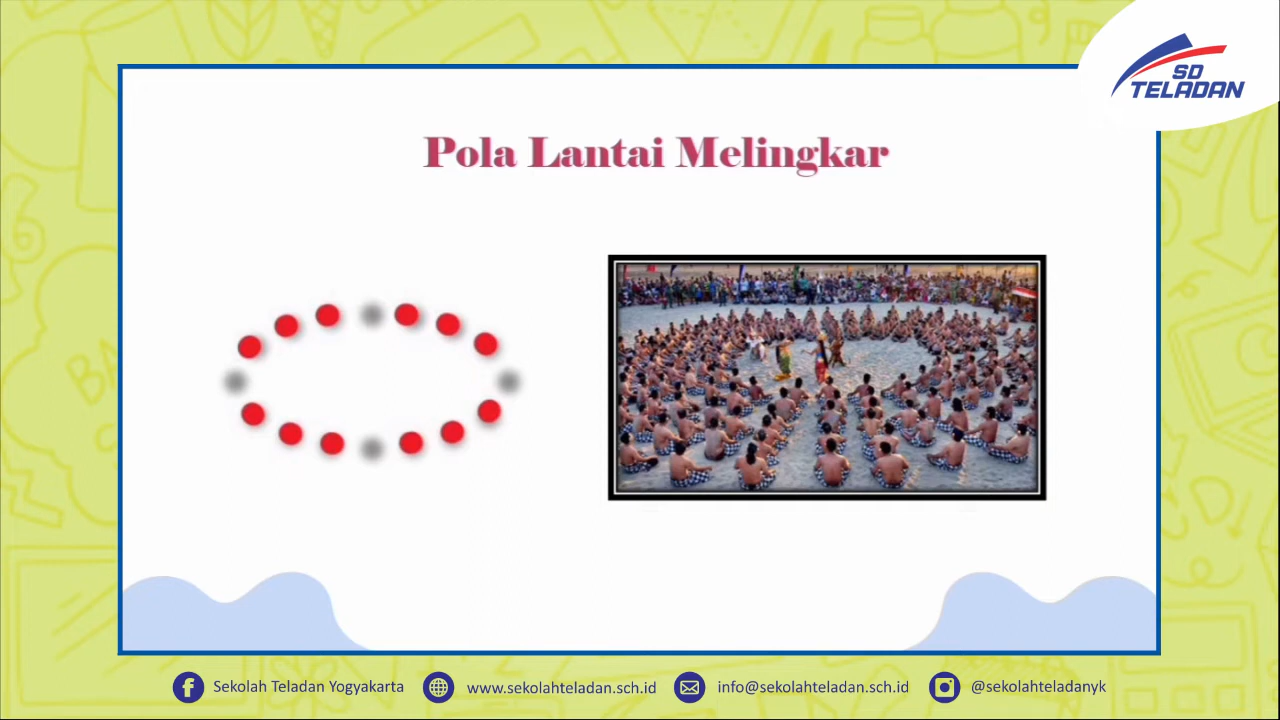 SD
TELADAN
Pola Lantai Melingkar
Sekolah Teladan Yogyakarta
www.sekolahteladan.sch.id
info@sekolahteladan.sch.id
@sekolahteladanyk